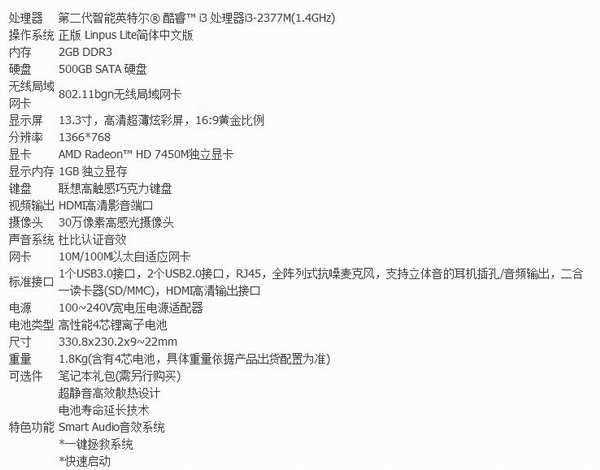 处理器 第二代智能英特尔® 酷睿™ i3 处理器i3-2377M(1.4GHz)
操作系统 正版 Linpus Lite简体中文版
内存 2GB DDR3
硬盘 500GB SATA 硬盘
无线局域网卡 802.11bgn无线局域网卡
显示屏 13.3寸，高清超薄炫彩屏，16:9黄金比例
分辨率 1366*768
显卡 AMD Radeon™ HD 7450M独立显卡
显示内存 1GB 独立显存
键盘 联想高触感巧克力键盘
视频输出 HDMI高清影音端口
摄像头 30万像素高感光摄像头
声音系统 杜比认证音效
网卡 10M/100M以太自适应网卡
标准接口 1个USB3.0接口，2个USB2.0接口，RJ45，全阵列式抗噪麦克风，支持立体音的耳机插孔/音频输出，二合
一读卡器(SD/MMC)，HDMI高清输出接口
电源 100~240V宽电压电源适配器
电池类型 高性能4芯锂离子电池
尺寸 330.8x230.2x9~22mm
重量 1.8Kg(含有4芯电池，具体重量依据产品出货配置为准)
可选件 笔记本礼包(需另行购买)
超静音高效散热设计
电池寿命延长技术
特色功能 Smart Audio音效系统
*一键拯救系统
*快速启动